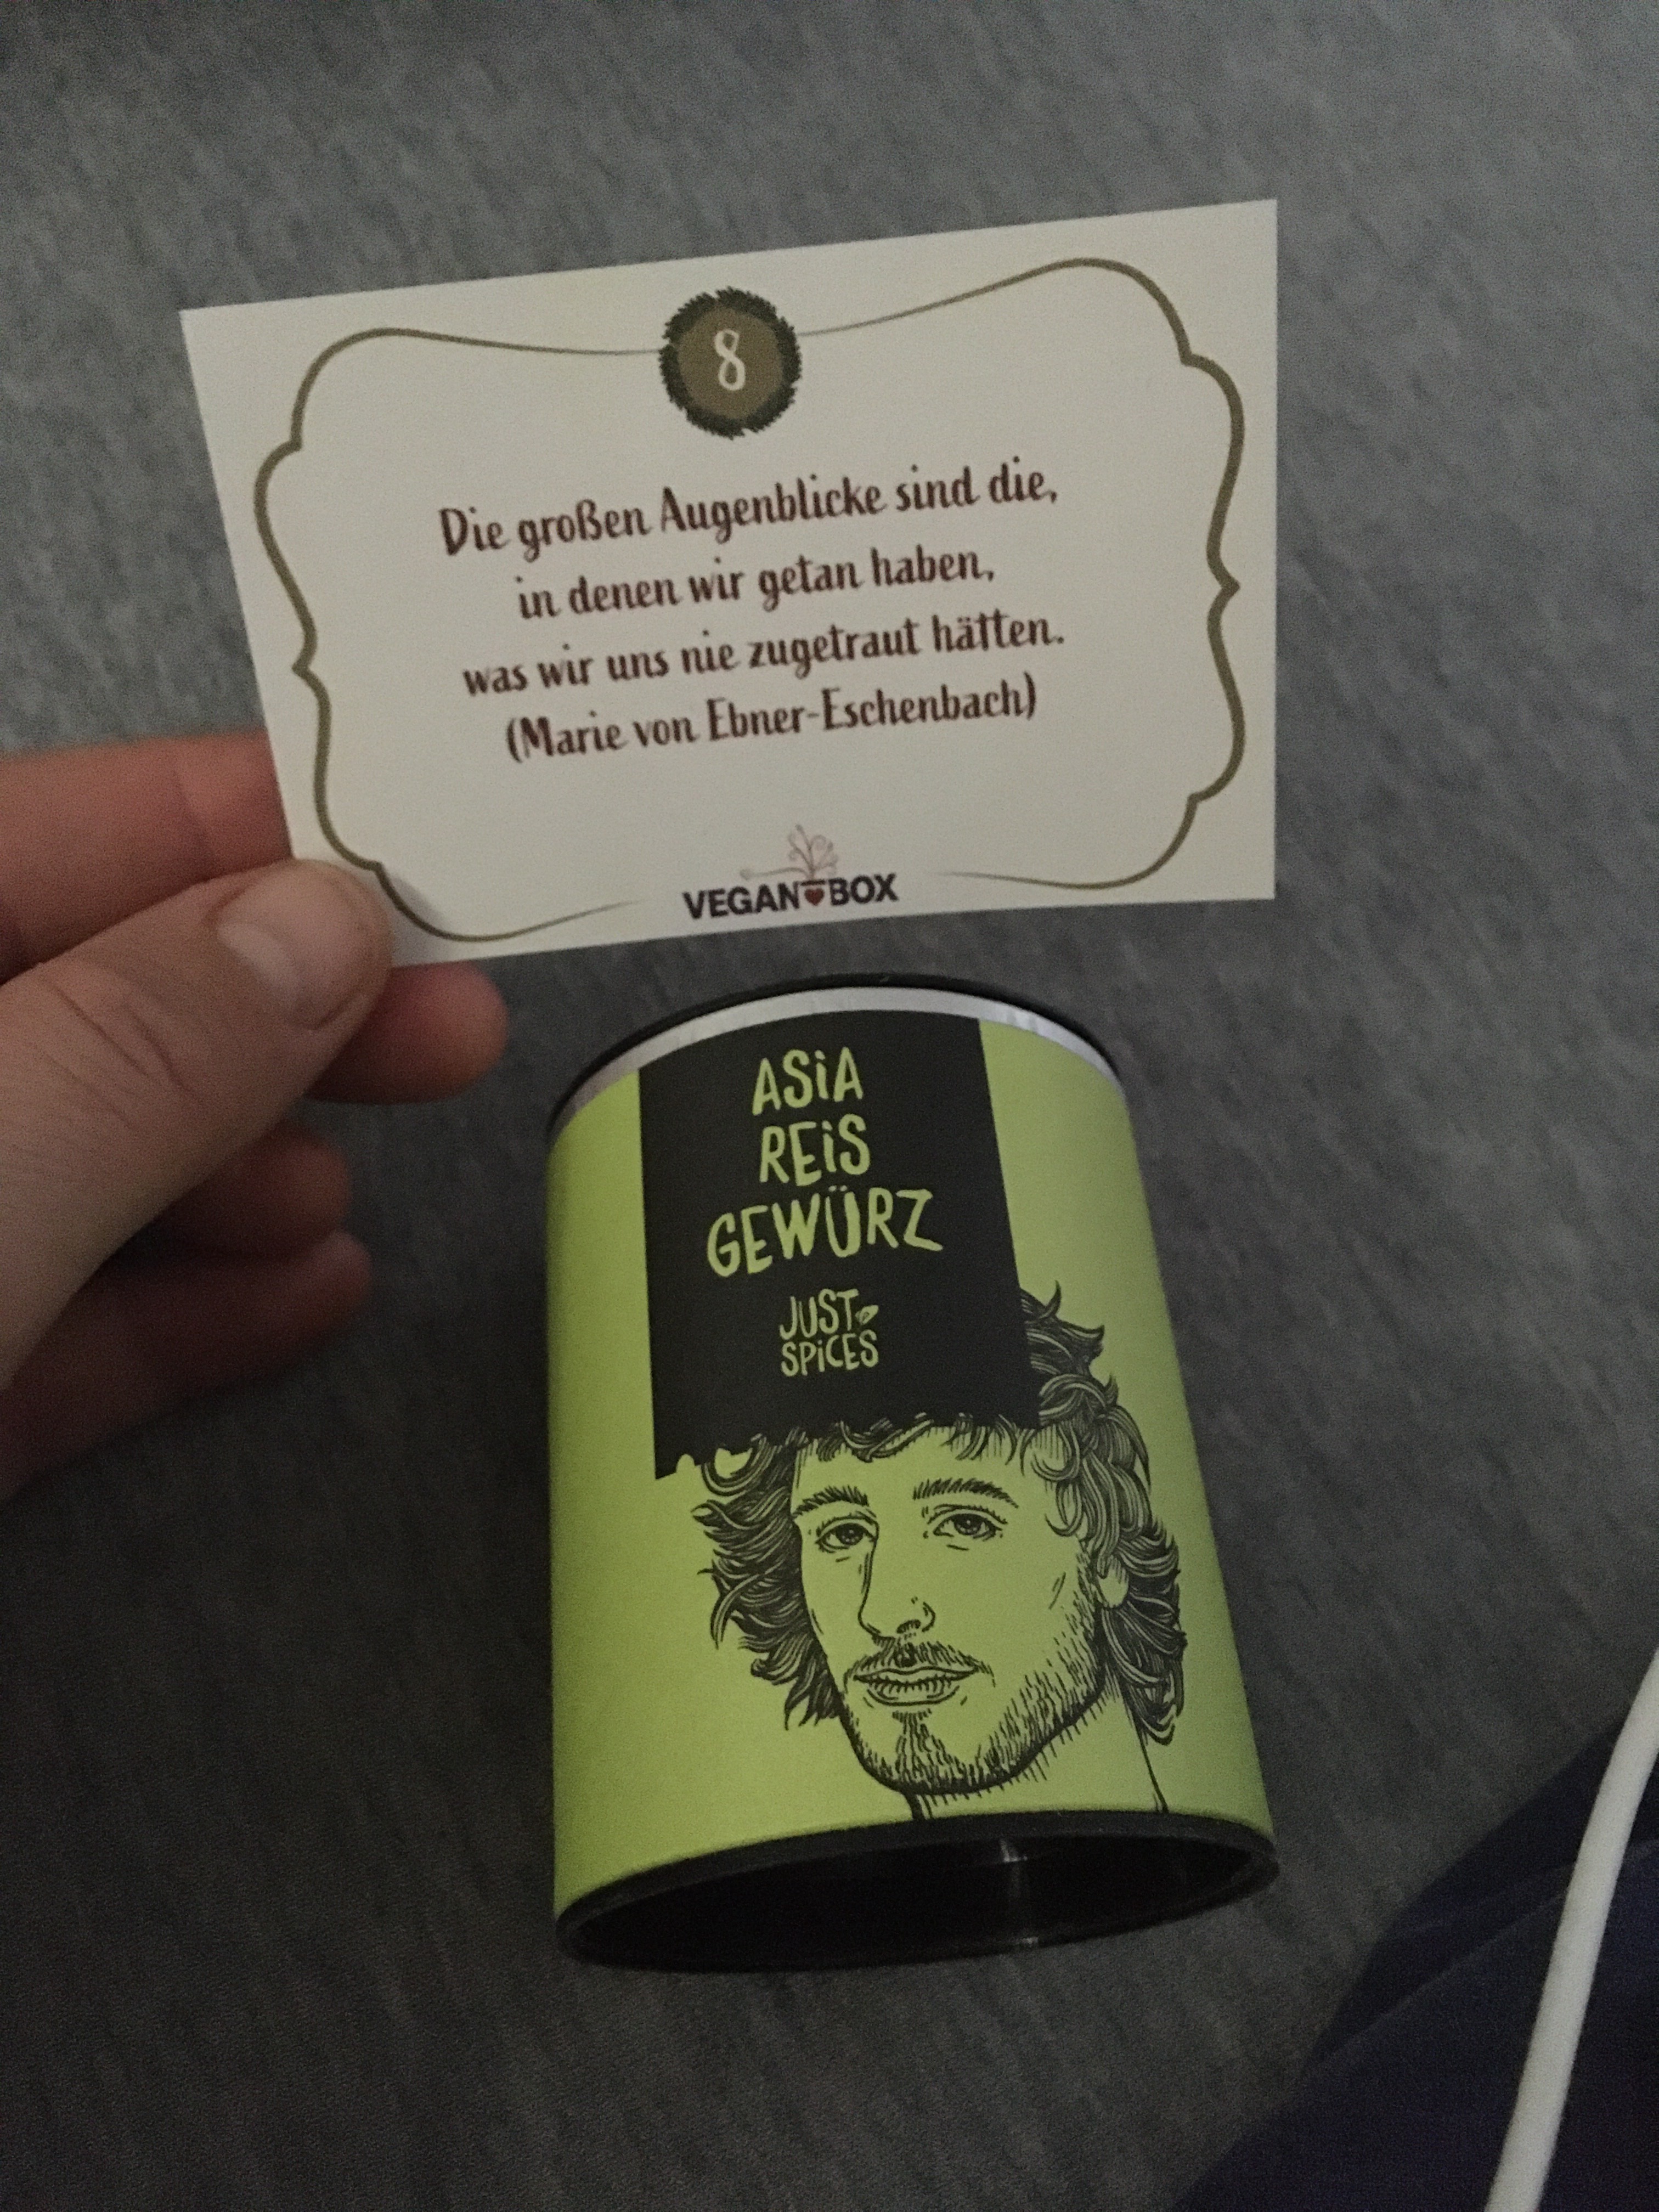 8
Die großen Augenblicke sind die,
in denen wir getan haben,
was wir uns nie zugetraut hätten.
(Marie von Ebner-Eschenbach)
VEGAN BOX
ASiA
REiS
GEWÜRZ
JUST
SPiCES